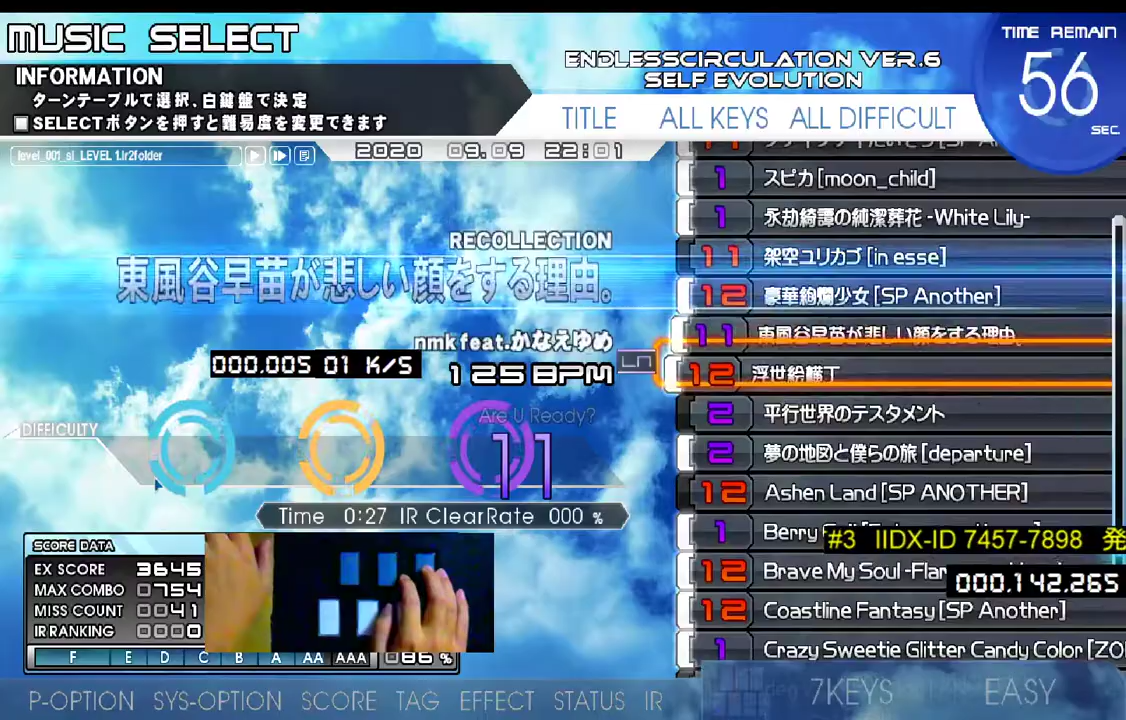 MUSIC SELECT
INFORMATION
ターンテーブルで選択、白鍵盤で決定
■SELECTボタンを押すと難易度を変更できます
level_001_sl_LEVEL 1.lr2folder
ENDLESSCIRCULATION VER.6
SELF EVOLUTION
TITLE ALL KEYS ALL DIFFICULT
TIME REMAIN
56
SEC
2020 09.09 22:01
1 スピカ[moon_child]
1 永劫綺譚の純潔葬花 -White Lily-
11 架空ユリカゴ[in esse]
12 豪華絢爛少女[SP Another]
11 東風谷早苗が悲しい顔をする理由。
12 浮世絵横丁
2 平行世界のテスタメント
2 夢の地図と僕らの旅[departure]
12 Ashen Land[SP ANOTHER]
1 Berry
12 Brave My Soul
12 Coastline Fantasy[SP Another]
1 Crazy Sweetie Glitter Candy Color[ZO
RECOLLECTION
東風谷早苗が悲しい顔をする理由。
nmk feat.かなえゆめ
000,005 01 K/S
125 BPM
LN
Are U Ready?
DIFFICULTY
11
Time 0:27 IR ClearRate 000 %
SCORE DATA
EX SCORE 3645
MAX COMBO 0754
MISS COUNT 0041
IR RANKING 0000
F E D C B A AA AAA 086 %
#3 IIDX-ID 7457-7898 発
000,142,265
P-OPTION SYS-OPTION SCORE TAG EFFECT STATUS IR
7KEYS EASY